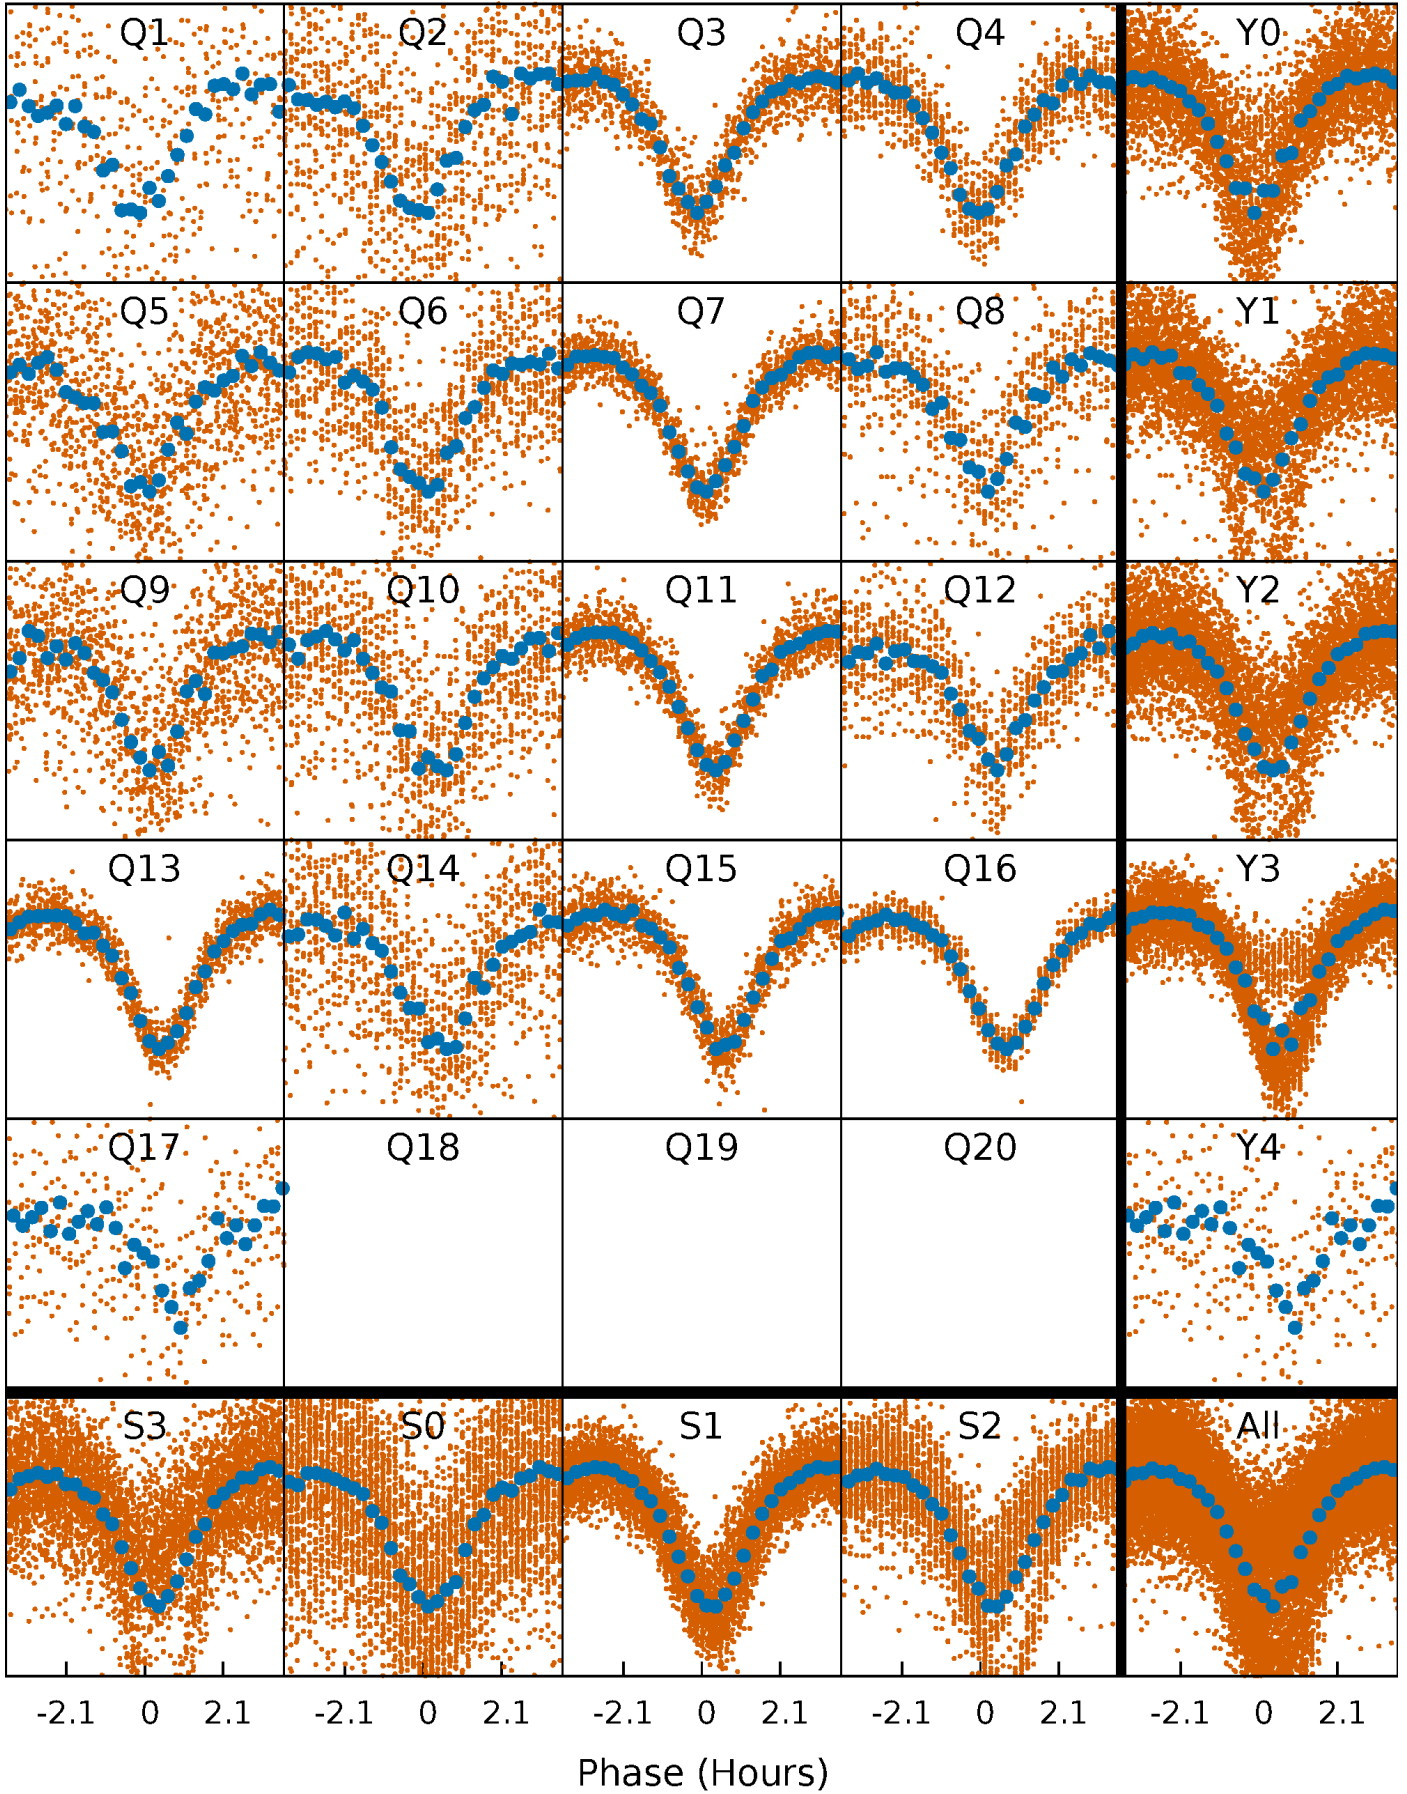 Q1 Q2 Q3 Q4 Y0
Q5 Q6 Q7 Q8 Y1
Q9 Q10 Q11 Q12 Y2
Q13 Q14 Q15 Q16 Y3
Q17 Q18 Q19 Q20 Y4
S3 S0 S1 S2 All
-2.1 0 2.1 -2.1 0 2.1 -2.1 0 2.1 -2.1 0 2.1 -2.1 0 2.1
Phase (Hours)